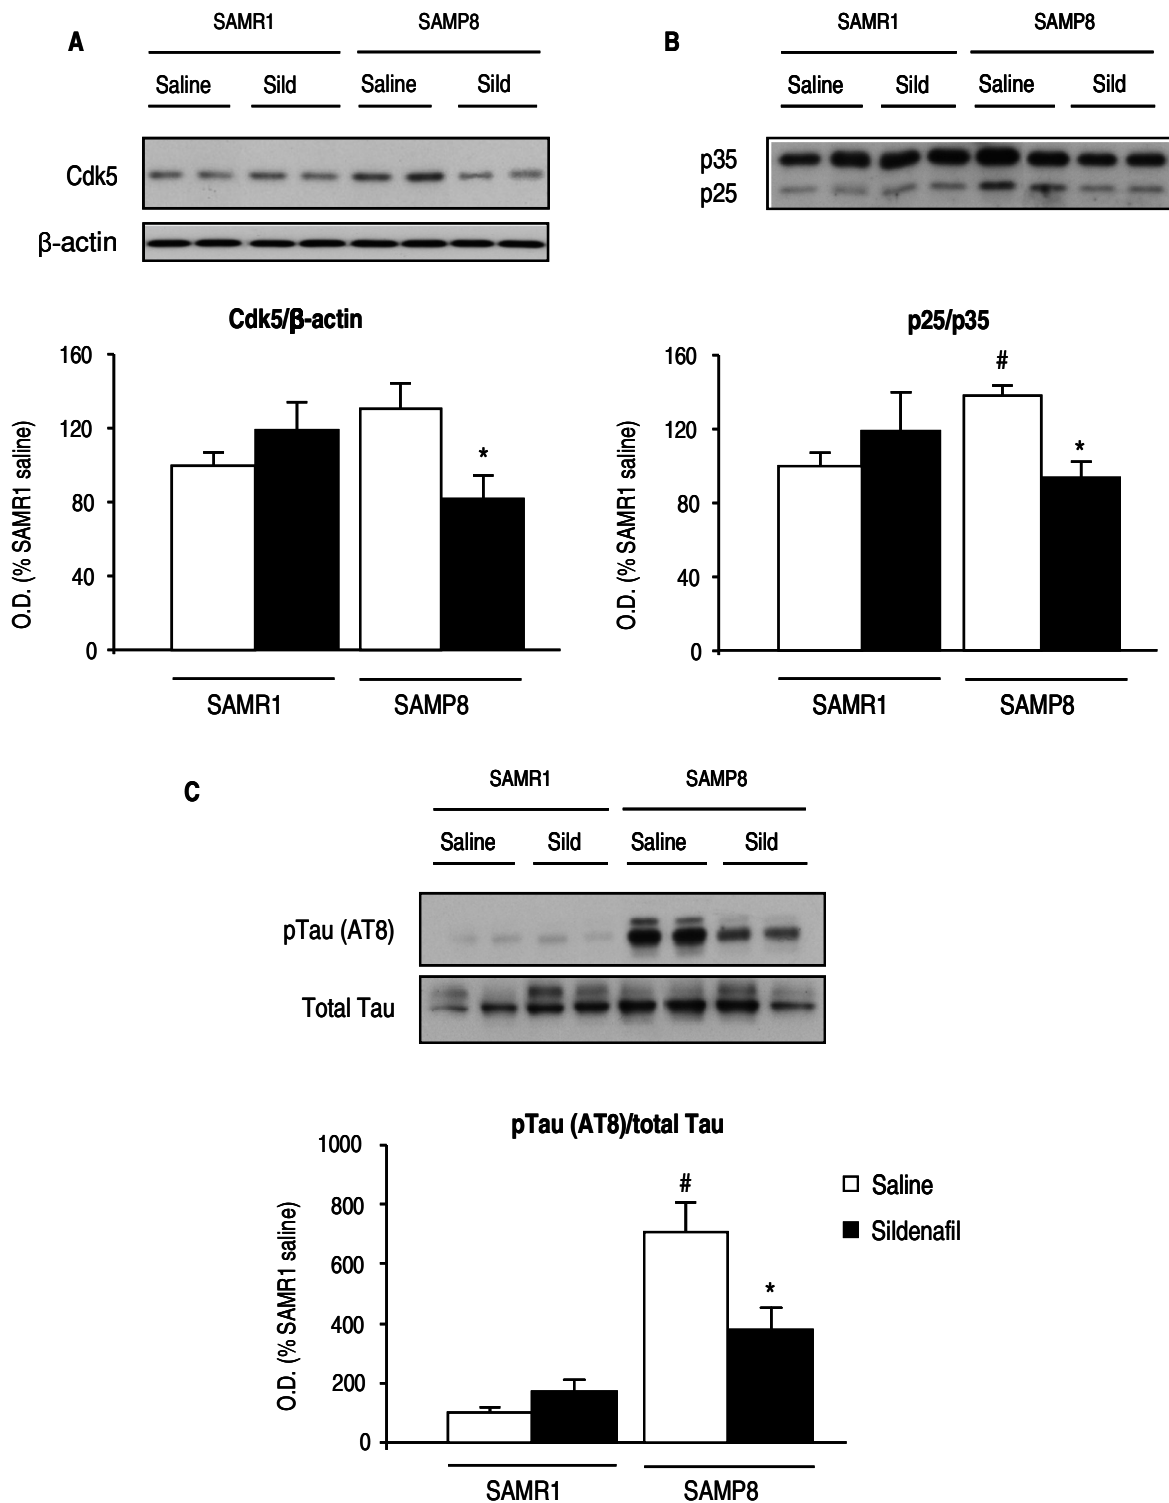 A
SAMR1 SAMP8
Saline Sild Saline Sild
Cdk5
β-actin
Cdk5/β-actin
160
120
80
40
0
O.D. (% SAMR1 saline)
*
SAMR1 SAMP8
B
SAMR1 SAMP8
Saline Sild Saline Sild
p35
p25
p25/p35
160
120
80
40
0
O.D. (% SAMR1 saline)
#
*
SAMR1 SAMP8
C
SAMR1 SAMP8
Saline Sild Saline Sild
pTau (AT8)
Total Tau
pTau (AT8)/total Tau
1000
800
600
400
200
0
O.D. (% SAMR1 saline)
#
*
Saline
Sildenafil
SAMR1 SAMP8